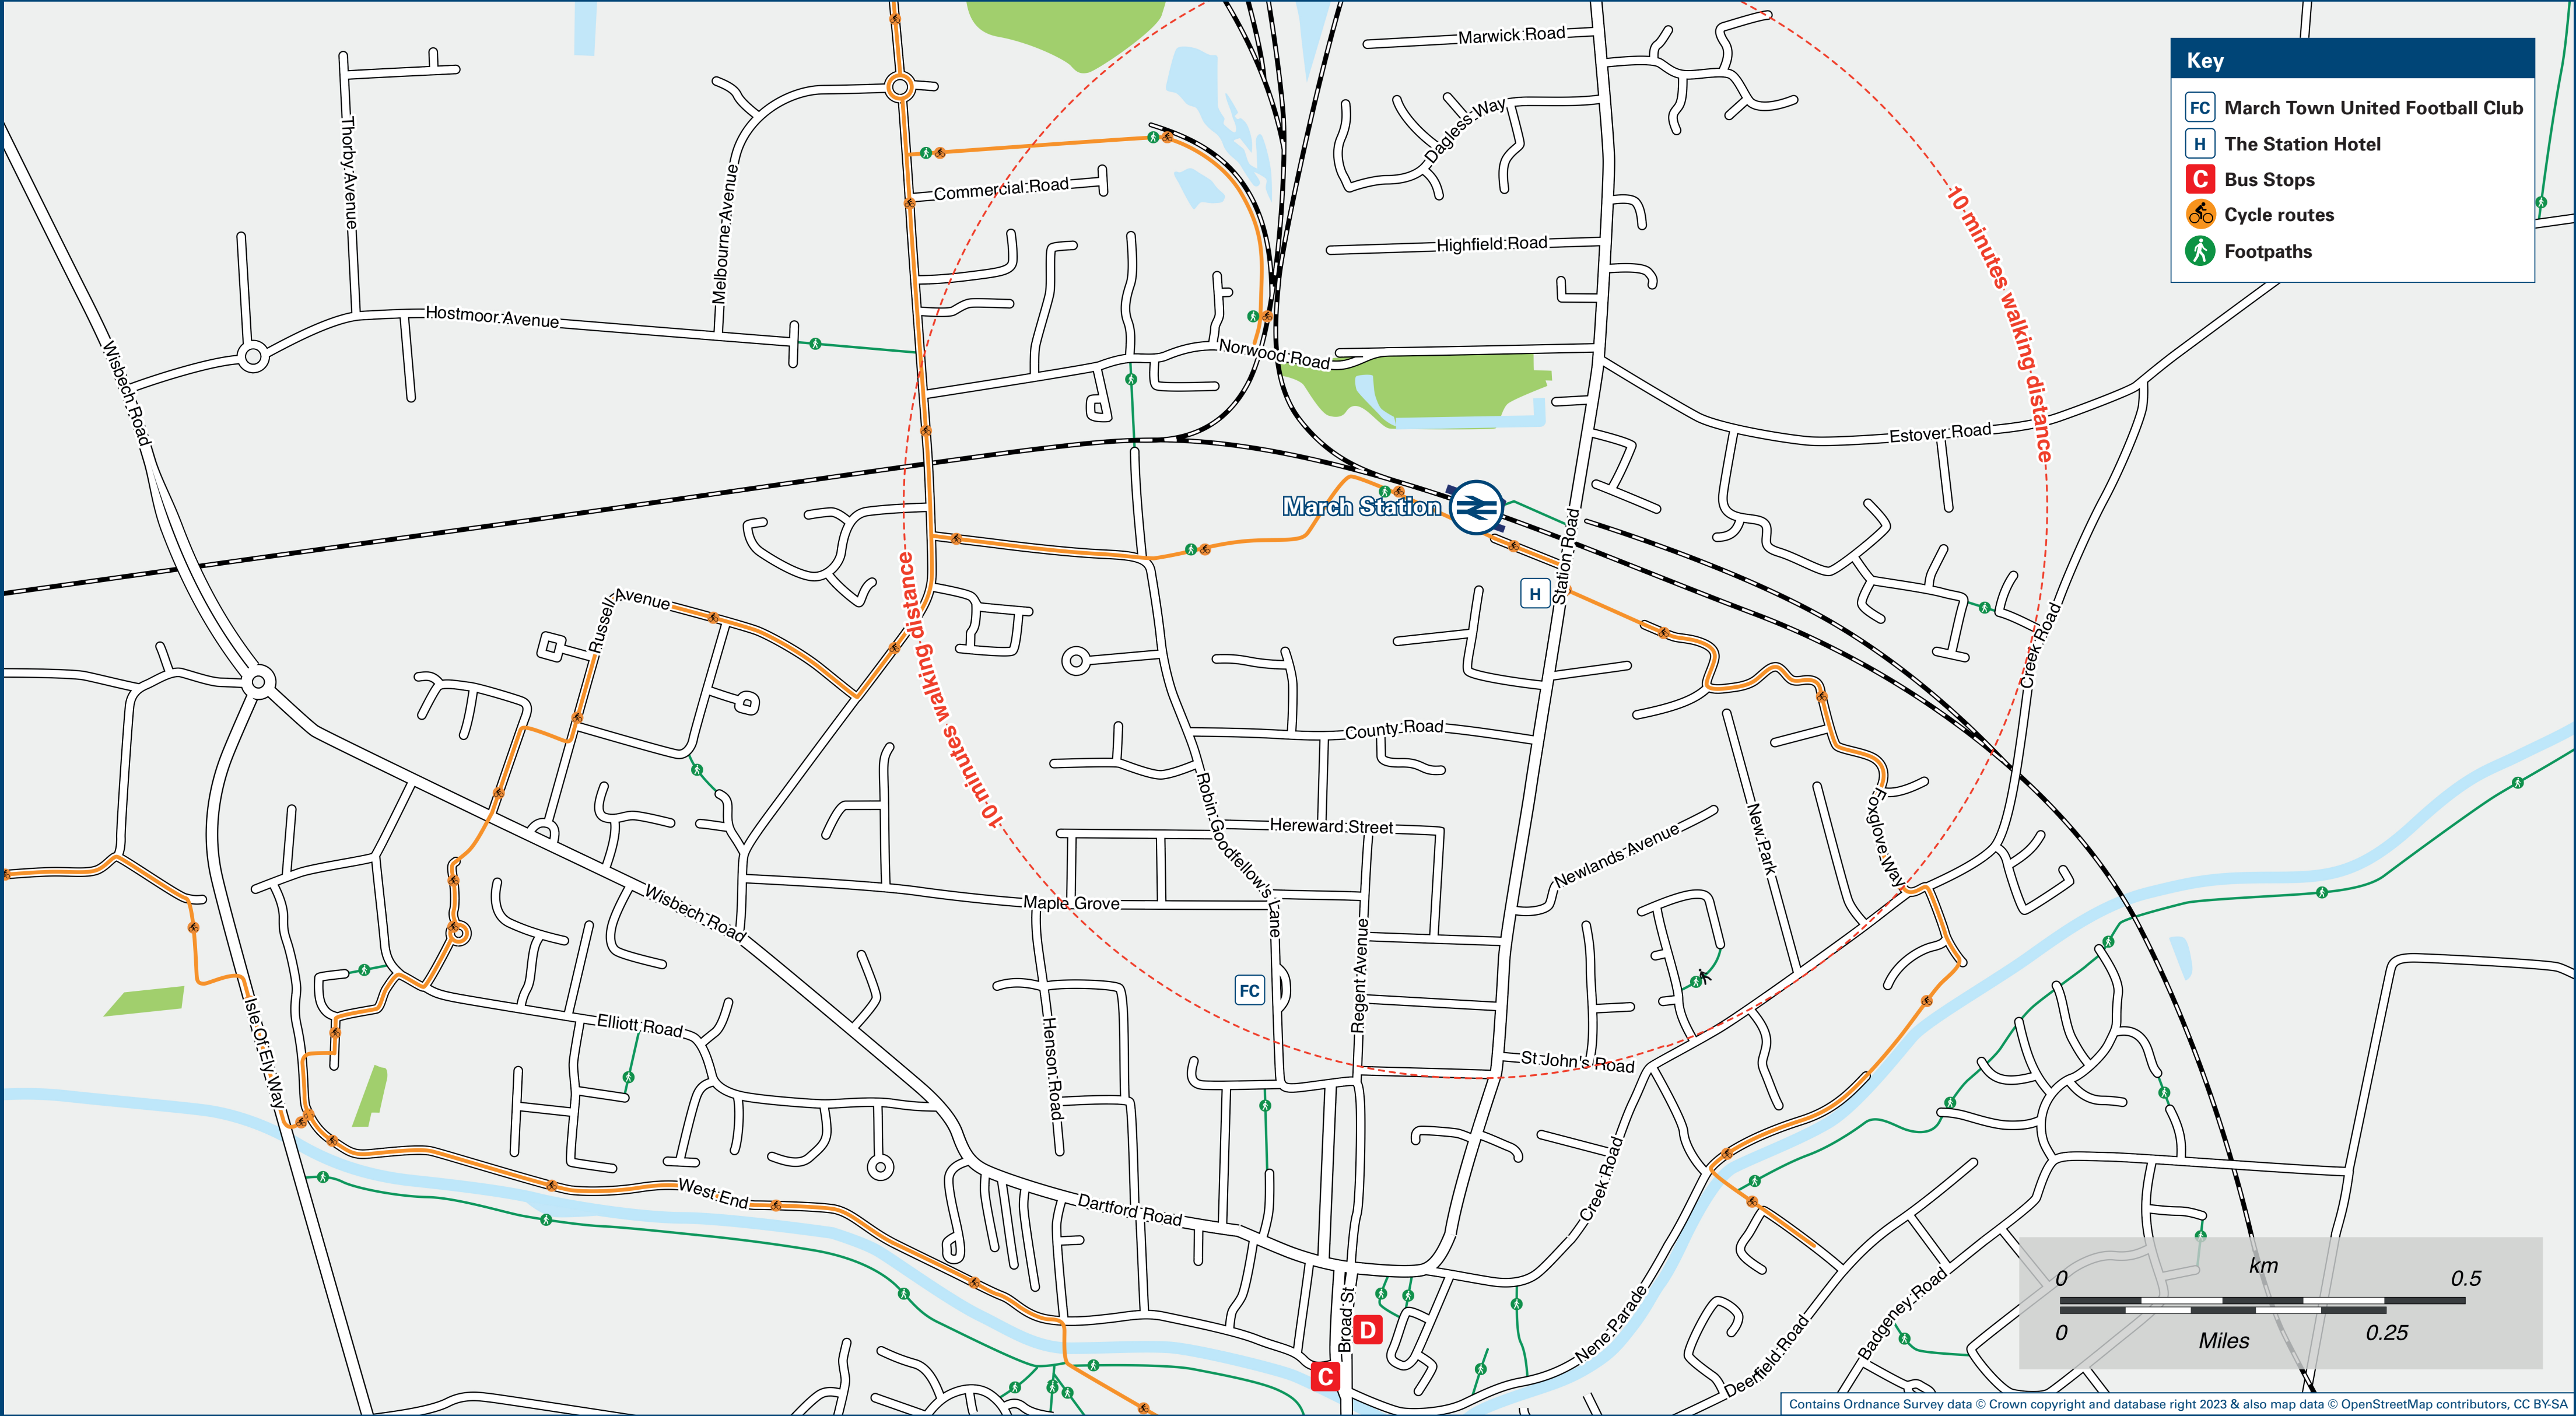 Key
FC March Town United Football Club
H The Station Hotel
C Bus Stops
Cycle routes
Footpaths
Marwick Road
Dagless Way
Thorby Avenue
Melbourne Avenue
Commercial Road
Highfield Road
10 minutes walking distance
Hostmoor Avenue
Norwood Road
Wisbech Road
Estover Road
March Station
Station Road
H
10 minutes walking distance
Russell Avenue
Creek Road
County Road
Robin Goodfellow's Lane
Hereward Street
Newlands Avenue
New Park
Foxglove Way
Maple Grove
Wisbech Road
Regent Avenue
FC
Isle Of Ely Way
Elliott Road
Henson Road
St John's Road
West End
Dartford Road
Creek Road
Nene Parade
Broad St
D
C
Deerfield Road
Badgeney Road
km
0 0.5
0 Miles 0.25
Contains Ordnance Survey data © Crown copyright and database right 2023 & also map data © OpenStreetMap contributors, CC BY-SA